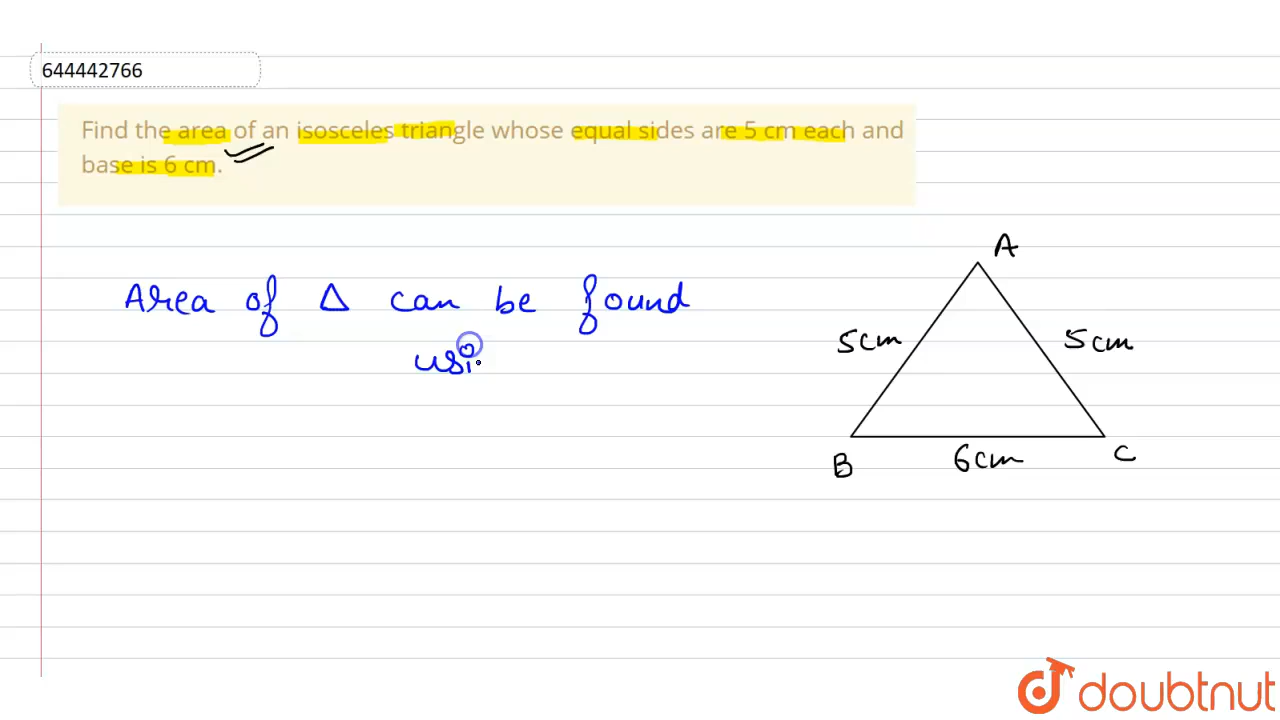 644442766
Find the area of an isosceles triangle whose equal sides are 5 cm each and
base is 6 cm.
Area of Δ can be found
usi
A
5cm
5cm
B
6cm
C
doubtnut